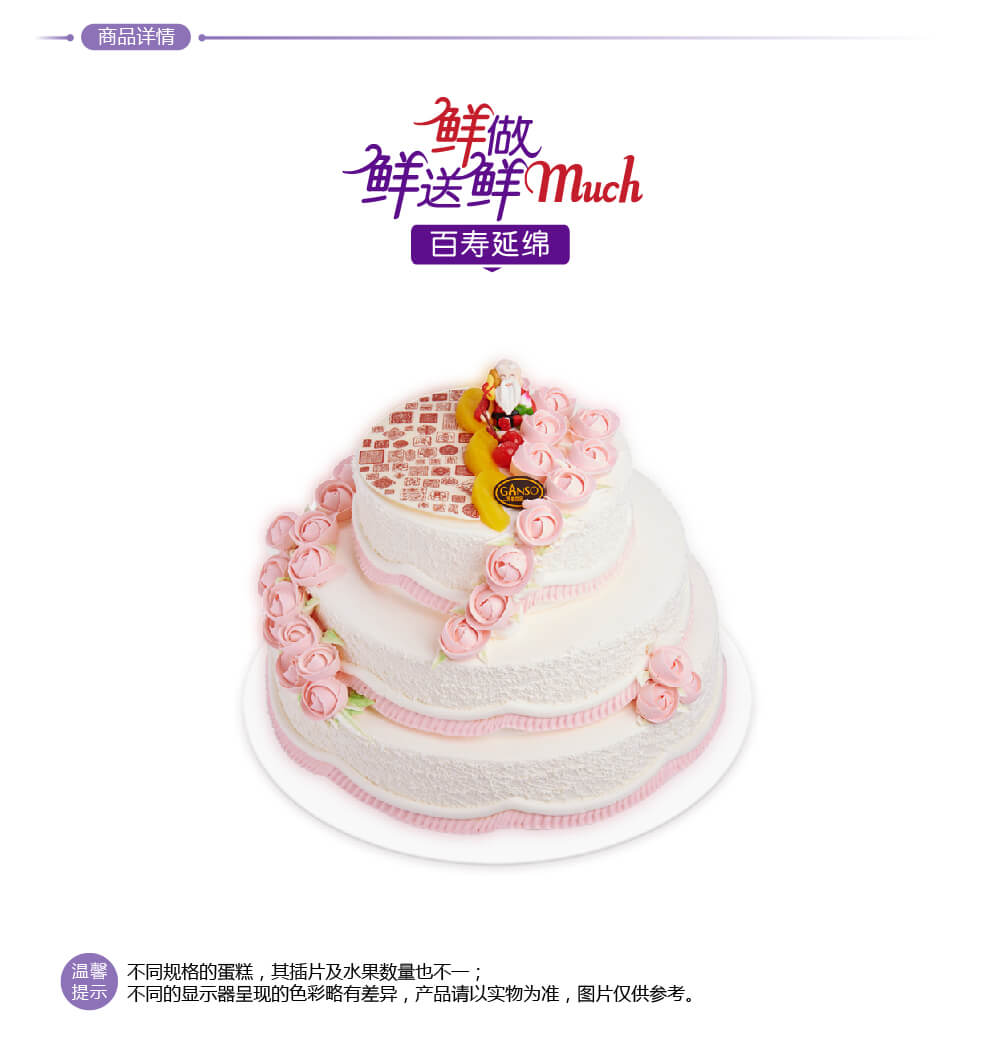 商品详情
鲜做
鲜送鲜Much
百寿延绵
GANSO
温馨
提示
不同规格的蛋糕，其插片及水果数量也不一；
不同的显示器呈现的色彩略有差异，产品请以实物为准，图片仅供参考。